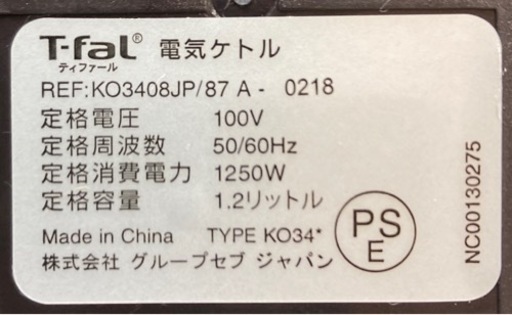 T-fal® 電気ケトル
ティファール
REF:KO3408JP/87 A - 0218
定格電圧 100V
定格周波数 50/60Hz
定格消費電力 1250W
定格容量 1.2リットル
Made in China TYPE KO34*
株式会社 グループセブ ジャパン
PS
E
NC00130275